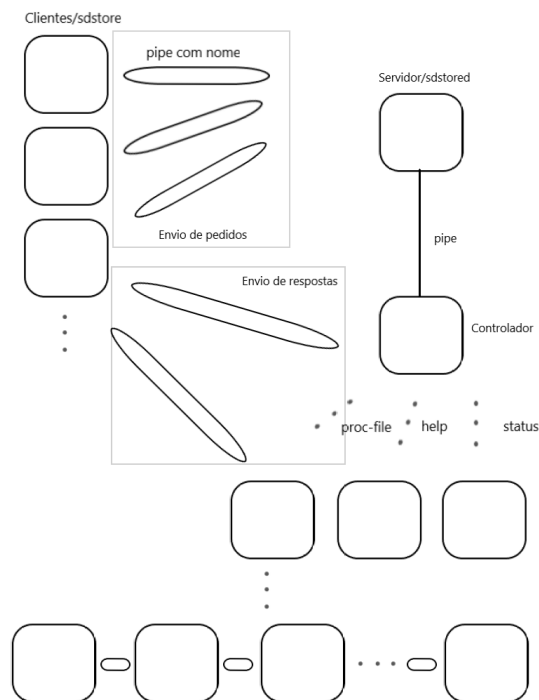 Clientes/sdstore
pipe com nome
Servidor/sdstored
Envio de pedidos
pipe
Envio de respostas
Controlador
proc-file
help
status